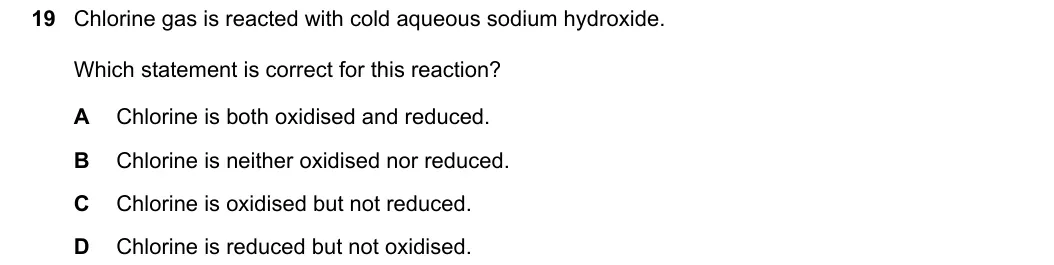 19 Chlorine gas is reacted with cold aqueous sodium hydroxide.
Which statement is correct for this reaction?
A Chlorine is both oxidised and reduced.
B Chlorine is neither oxidised nor reduced.
C Chlorine is oxidised but not reduced.
D Chlorine is reduced but not oxidised.